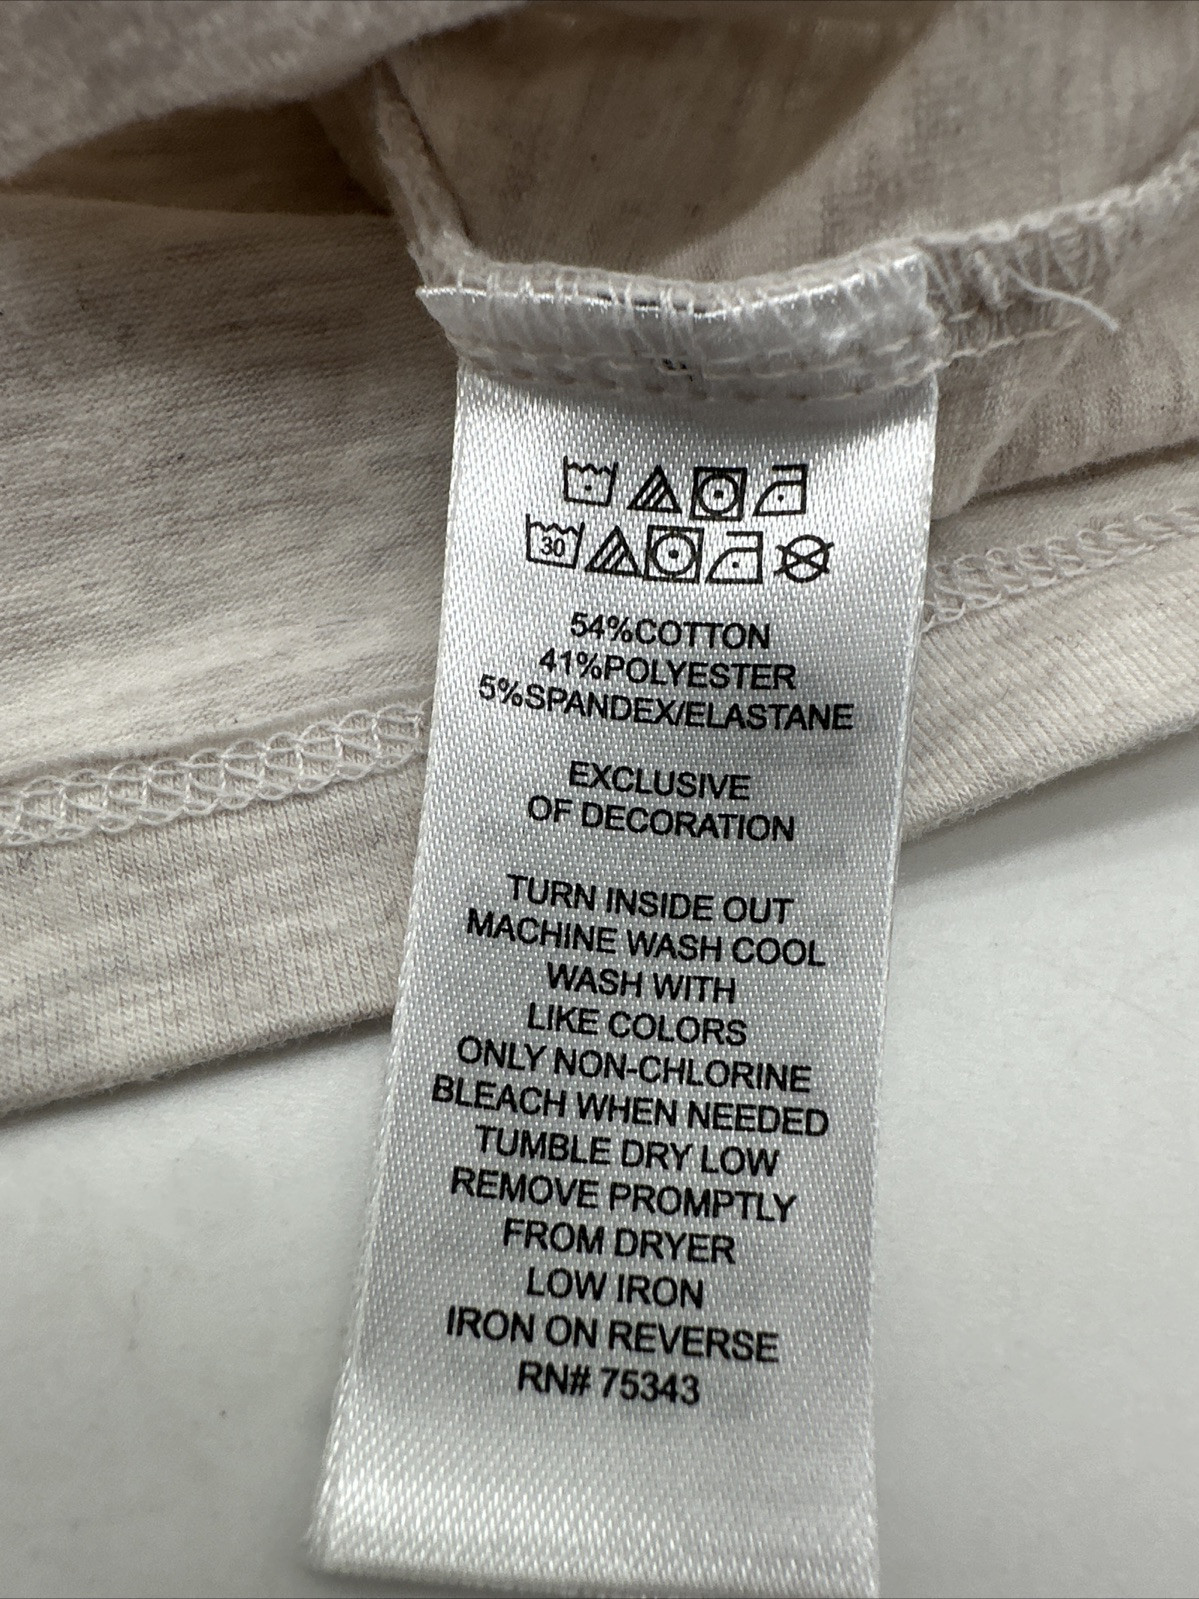 30
54%COTTON
41%POLYESTER
5%SPANDEX/ELASTANE
EXCLUSIVE
OF DECORATION
TURN INSIDE OUT
MACHINE WASH COOL
WASH WITH
LIKE COLORS
ONLY NON-CHLORINE
BLEACH WHEN NEEDED
TUMBLE DRY LOW
REMOVE PROMPTLY
FROM DRYER
LOW IRON
IRON ON REVERSE
RN# 75343